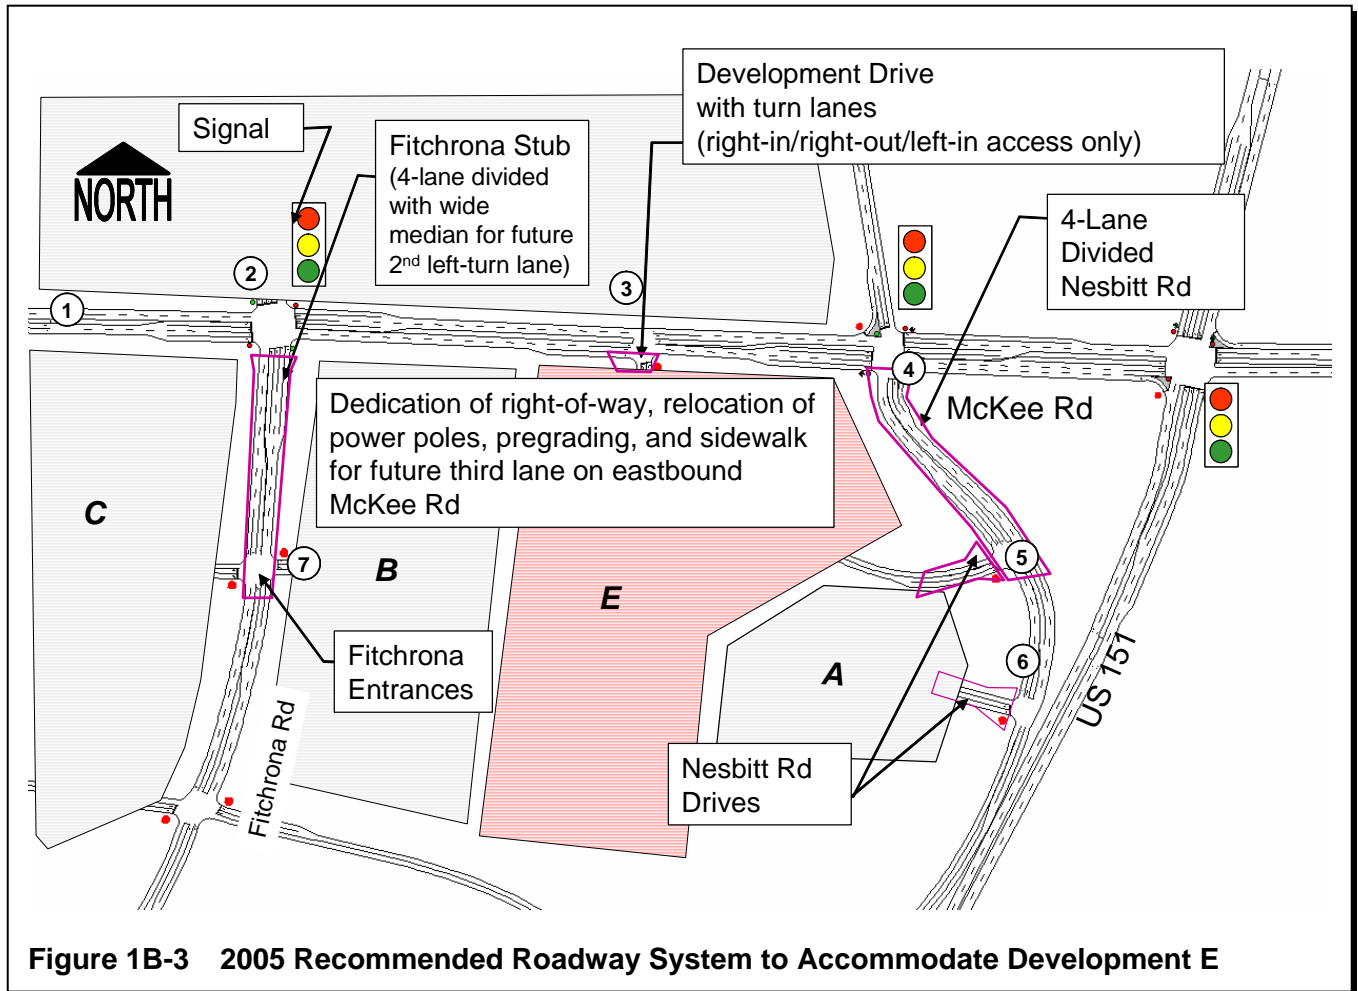 Development Drive
with turn lanes
(right-in/right-out/left-in access only)
Signal
Fitchrona Stub
(4-lane divided
with wide
median for future
2nd left-turn lane)
NORTH
4-Lane
Divided
Nesbitt Rd
1
2
3
4
McKee Rd
Dedication of right-of-way, relocation of
power poles, pregrading, and sidewalk
for future third lane on eastbound
McKee Rd
C
B
E
A
7
5
6
Fitchrona
Entrances
Fitchrona Rd
US 151
Nesbitt Rd
Drives
Figure 1B-3 2005 Recommended Roadway System to Accommodate Development E